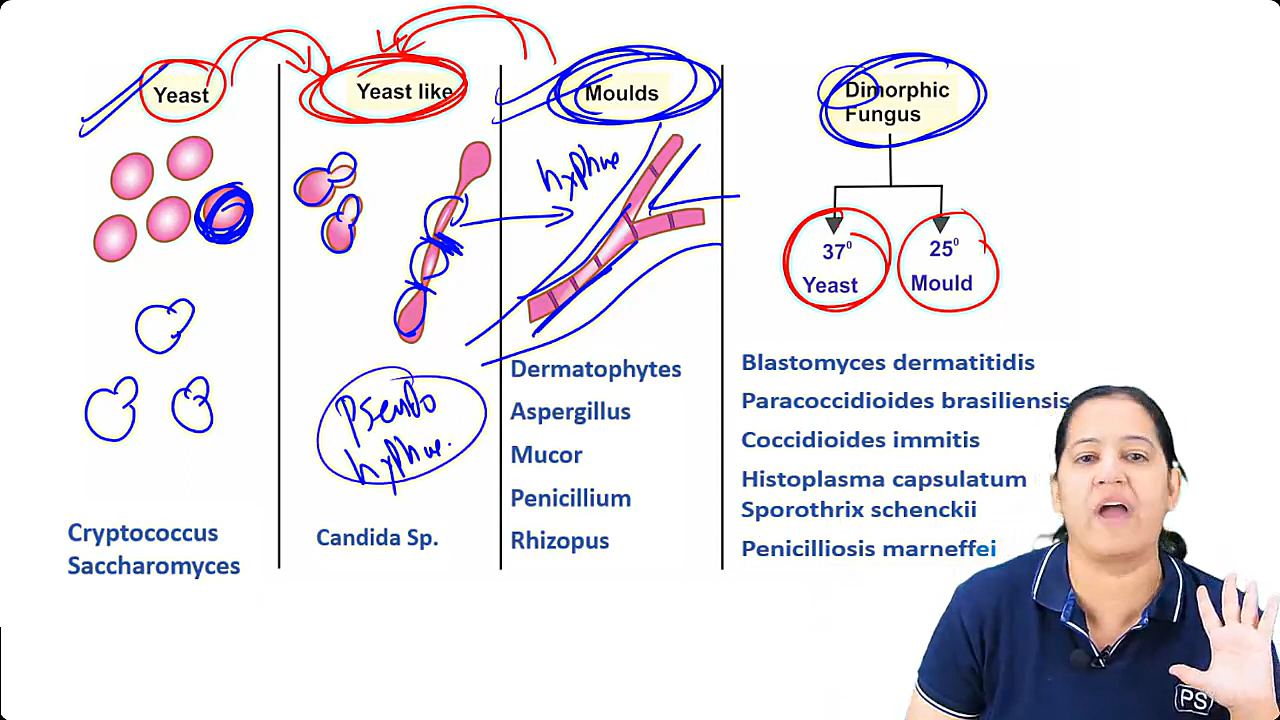 Yeast
Cryptococcus
Saccharomyces
Yeast like
Pseudo
hyphae.
Candida Sp.
Moulds
hyphae
Dermatophytes
Aspergillus
Mucor
Penicillium
Rhizopus
Dimorphic
Fungus
37⁰
Yeast
25⁰
Mould
Blastomyces dermatitidis
Paracoccidioides brasiliensis
Coccidioides immitis
Histoplasma capsulatum
Sporothrix schenckii
Penicilliosis marneffei
PS